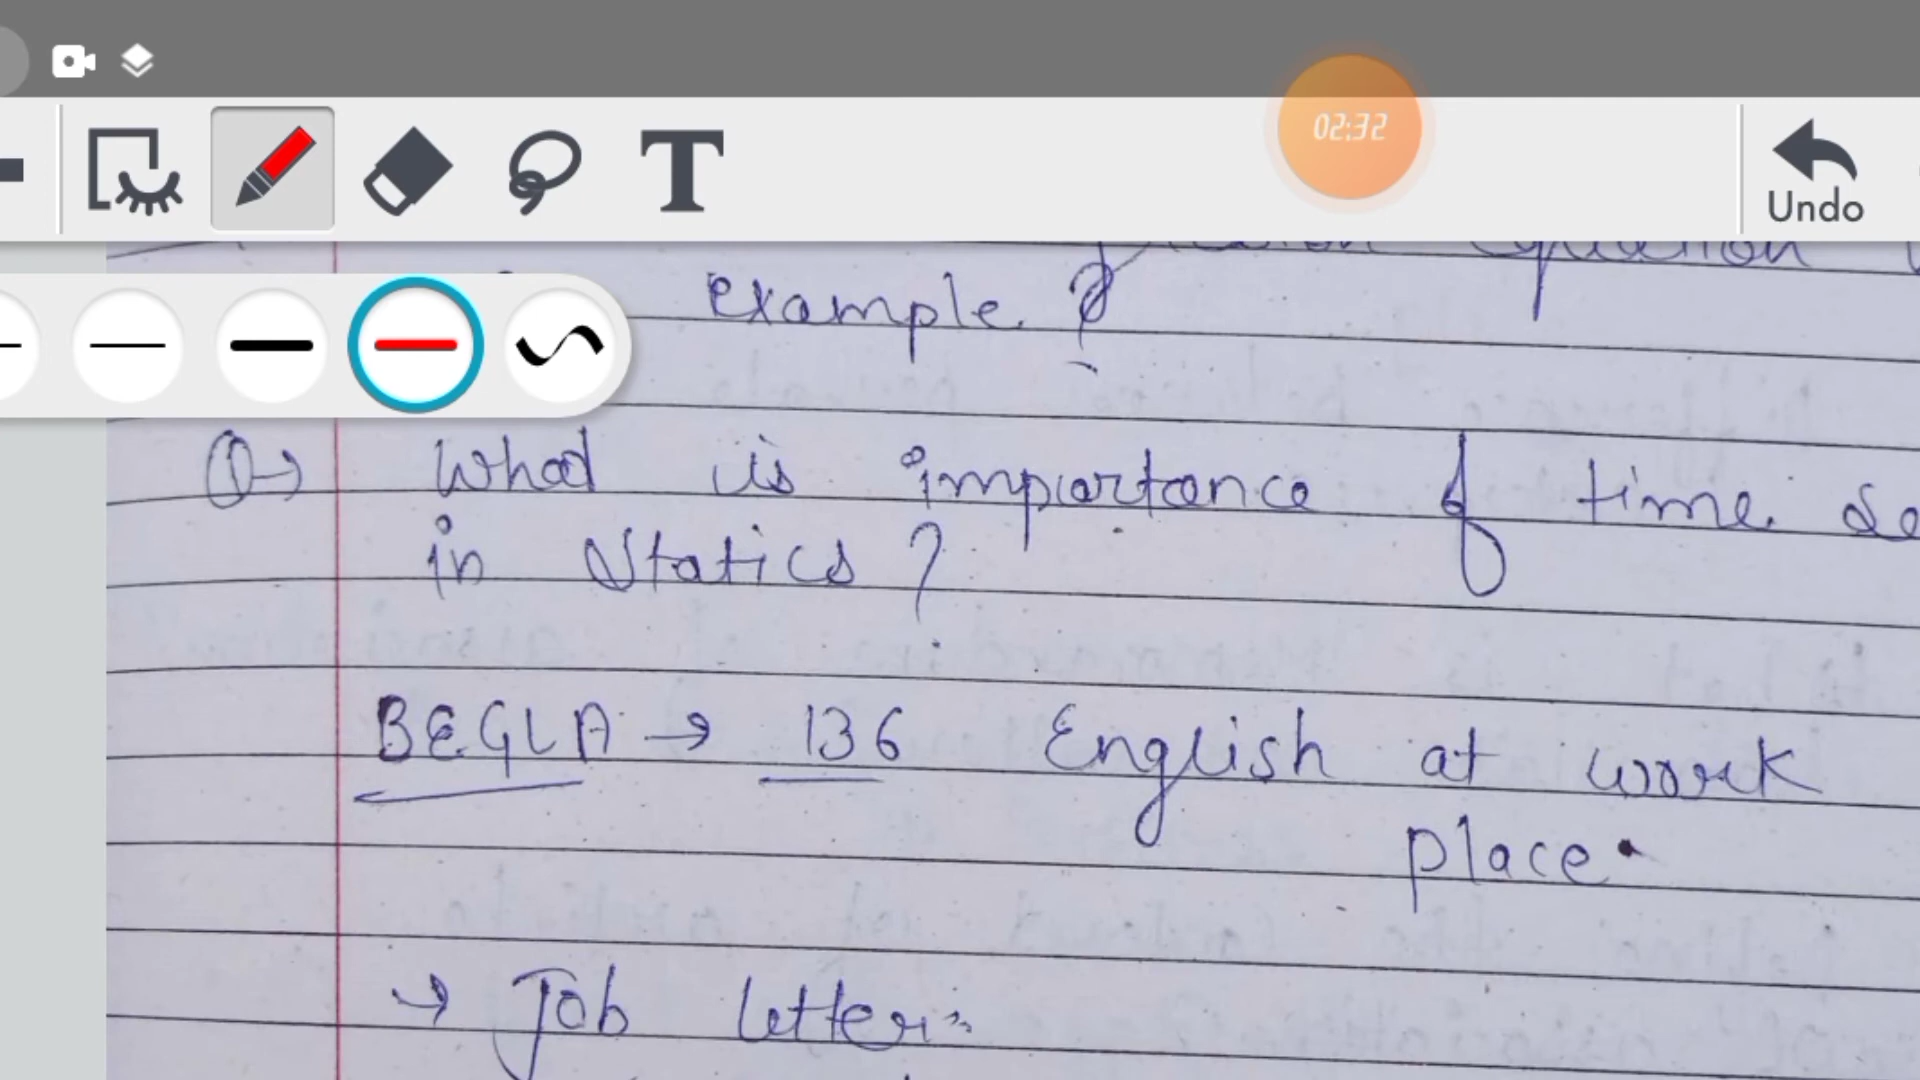 02:32
Undo
example ?
Q→ What is importance of time se
in Statics ?
BEGLA → 136 English at work
place.
→ Job letter